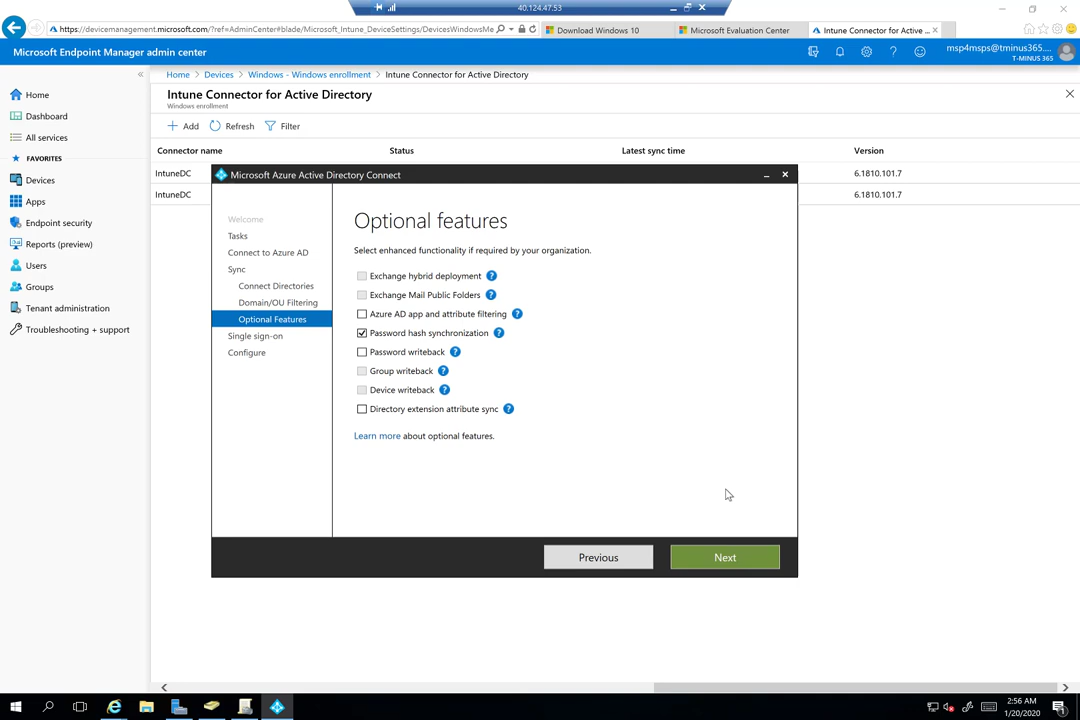 40.124.47.53
https://devicemanagement.microsoft.com/?ref=AdminCenter#blade/Microsoft_Intune_DeviceSettings/DevicesWindowsMe
Download Windows 10
Microsoft Evaluation Center
Intune Connector for Active ...
Microsoft Endpoint Manager admin center
msp4msps@tminus365....
T-MINUS 365
Home > Devices > Windows - Windows enrollment > Intune Connector for Active Directory
Intune Connector for Active Directory
Windows enrollment
Add Refresh Filter
Home
Dashboard
All services
FAVORITES
Devices
Apps
Endpoint security
Reports (preview)
Users
Groups
Tenant administration
Troubleshooting + support
Connector name Status Latest sync time Version
IntuneDC 6.1810.101.7
IntuneDC 6.1810.101.7
Microsoft Azure Active Directory Connect
Welcome
Tasks
Connect to Azure AD
Sync
Connect Directories
Domain/OU Filtering
Optional Features
Single sign-on
Configure
Optional features
Select enhanced functionality if required by your organization.
Exchange hybrid deployment ?
Exchange Mail Public Folders ?
Azure AD app and attribute filtering ?
Password hash synchronization ?
Password writeback ?
Group writeback ?
Device writeback ?
Directory extension attribute sync ?
Learn more about optional features.
Previous
Next
2:56 AM
1/20/2020